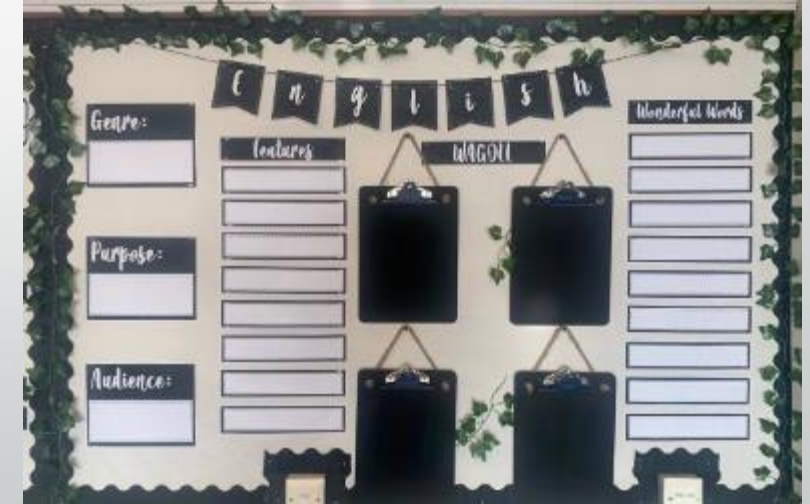 English
Genre:
Features
WAGOLL
Wonderful Words
Purpose:
Audience: